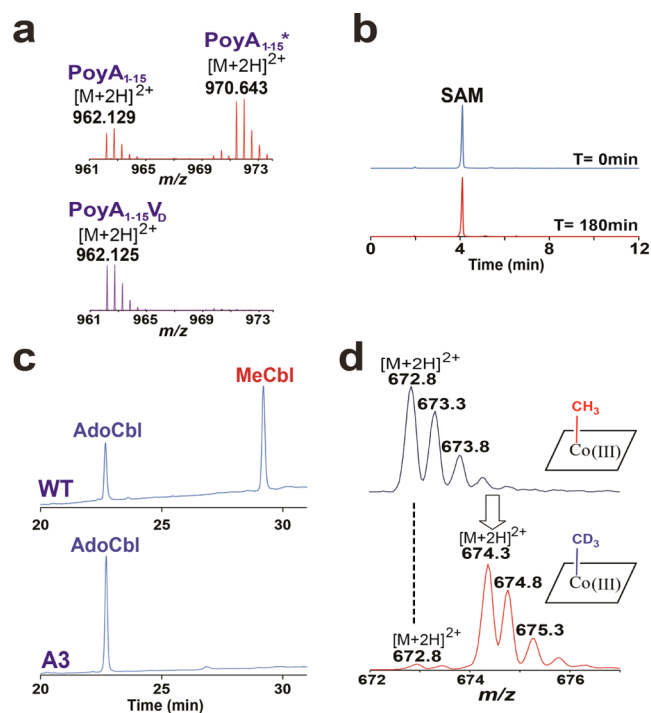 a
PoyA1-15
[M+2H]2+
962.129
PoyA1-15*
[M+2H]2+
970.643
961 965 969 973
m/z
PoyA1-15VD
[M+2H]2+
962.125
961 965 969 973
m/z
b
SAM
T= 0min
T= 180min
0 4 8 12
Time (min)
c
MeCbl
AdoCbl
WT
20 25 30
AdoCbl
A3
20 25 30
Time (min)
d
[M+2H]2+
672.8
673.3
673.8
CH3
Co(III)
[M+2H]2+
674.3
674.8
675.3
CD3
Co(III)
[M+2H]2+
672.8
672 674 676
m/z